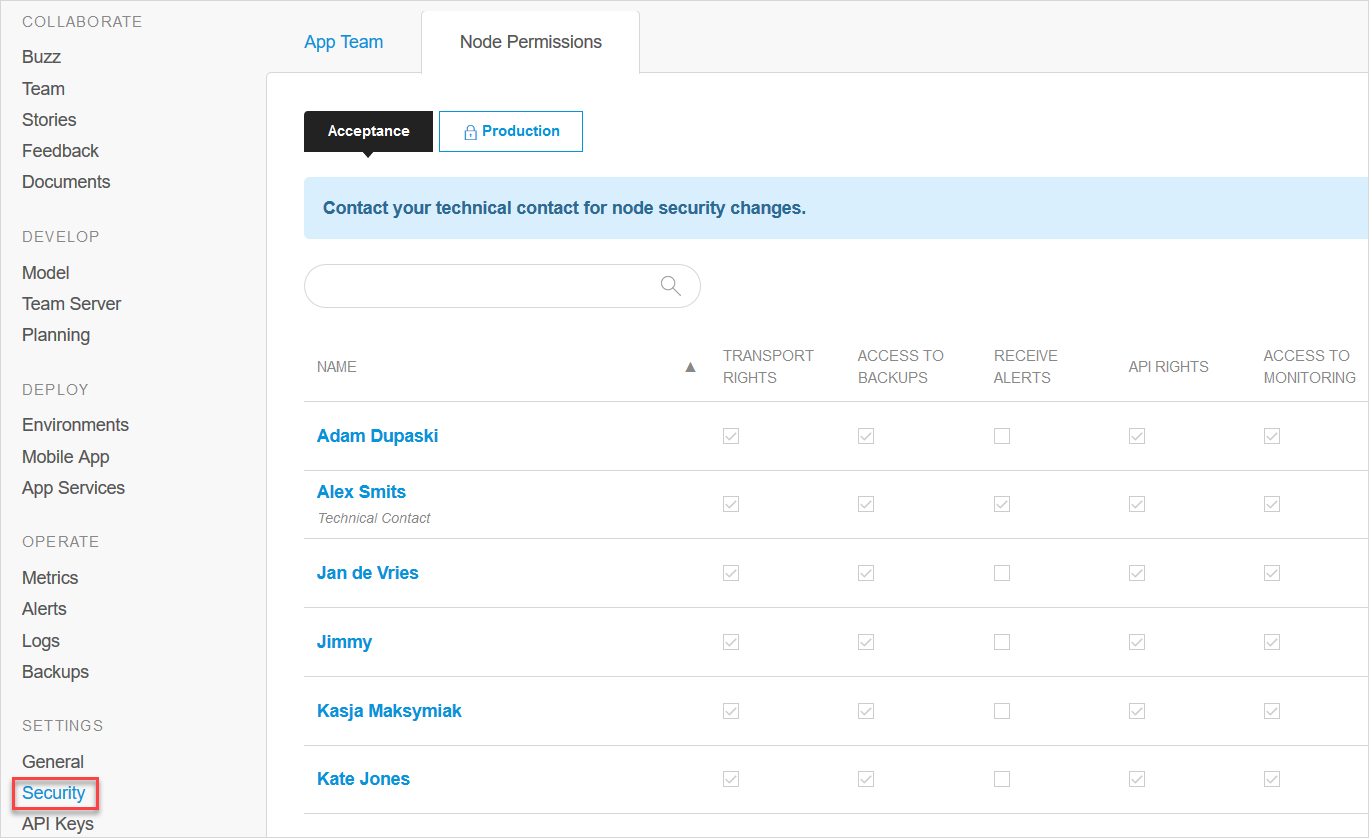 COLLABORATE
Buzz
Team
Stories
Feedback
Documents
DEVELOP
Model
Team Server
Planning
DEPLOY
Environments
Mobile App
App Services
OPERATE
Metrics
Alerts
Logs
Backups
SETTINGS
General
Security
API Keys
App Team
Node Permissions
Acceptance
Production
Contact your technical contact for node security changes.
NAME
TRANSPORT
RIGHTS
ACCESS TO
BACKUPS
RECEIVE
ALERTS
API RIGHTS
ACCESS TO
MONITORING
Adam Dupaski
Alex Smits
Technical Contact
Jan de Vries
Jimmy
Kasja Maksymiak
Kate Jones